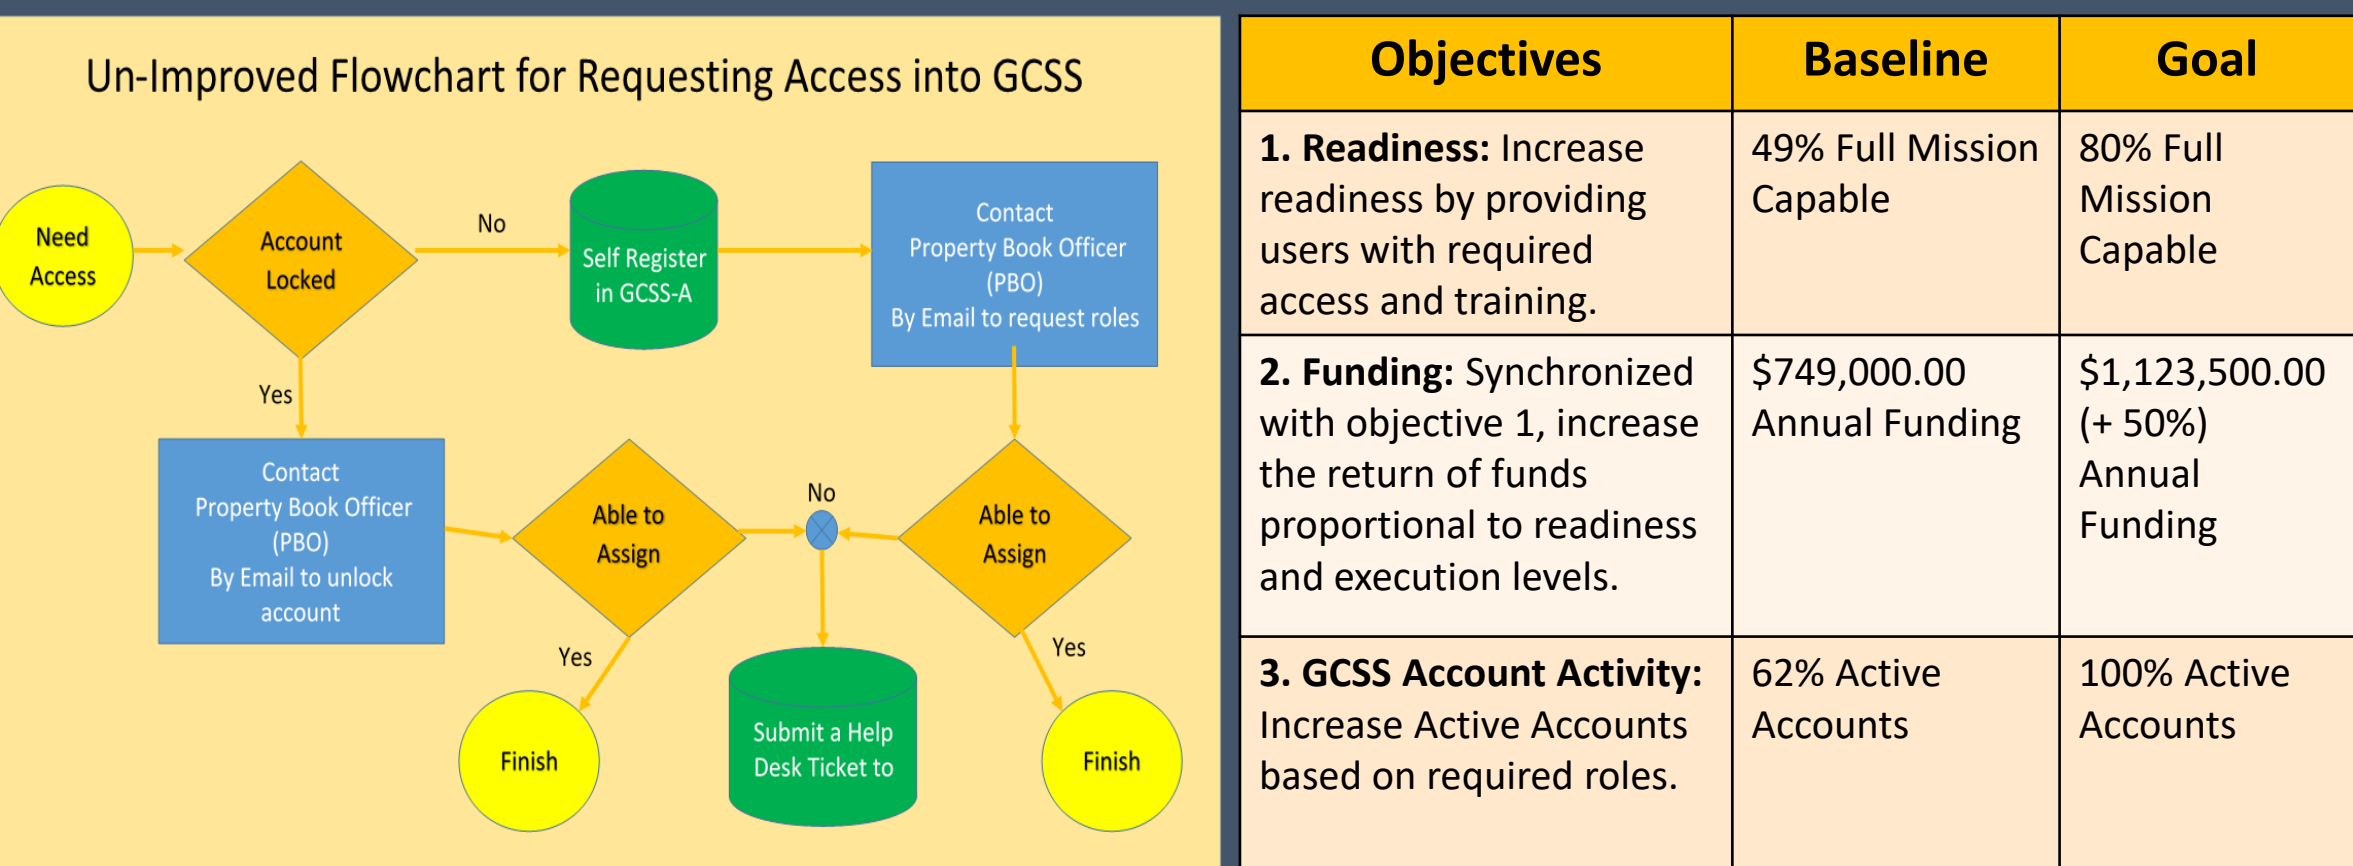 Un-Improved Flowchart for Requesting Access into GCSS
Need
Access
Account
Locked
No
Self Register
in GCSS-A
Contact
Property Book Officer
(PBO)
By Email to request roles
Yes
Contact
Property Book Officer
(PBO)
By Email to unlock
account
Able to
Assign
No
Able to
Assign
Yes
Finish
Submit a Help
Desk Ticket to
Yes
Finish
Objectives
Baseline
Goal
1. Readiness: Increase
readiness by providing
users with required
access and training.
49% Full Mission
Capable
80% Full
Mission
Capable
2. Funding: Synchronized
with objective 1, increase
the return of funds
proportional to readiness
and execution levels.
$749,000.00
Annual Funding
$1,123,500.00
(+ 50%)
Annual
Funding
3. GCSS Account Activity:
Increase Active Accounts
based on required roles.
62% Active
Accounts
100% Active
Accounts